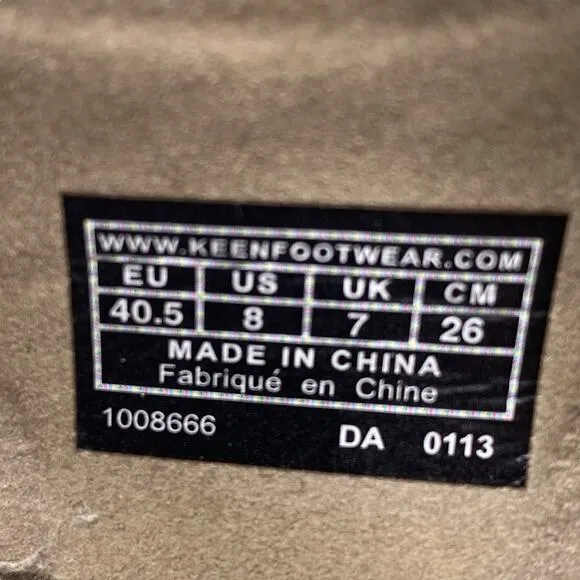 WWW.KEENFOOTWEAR.COM
EU US UK CM
40.5 8 7 26
MADE IN CHINA
Fabriqué en Chine
1008666 DA 0113